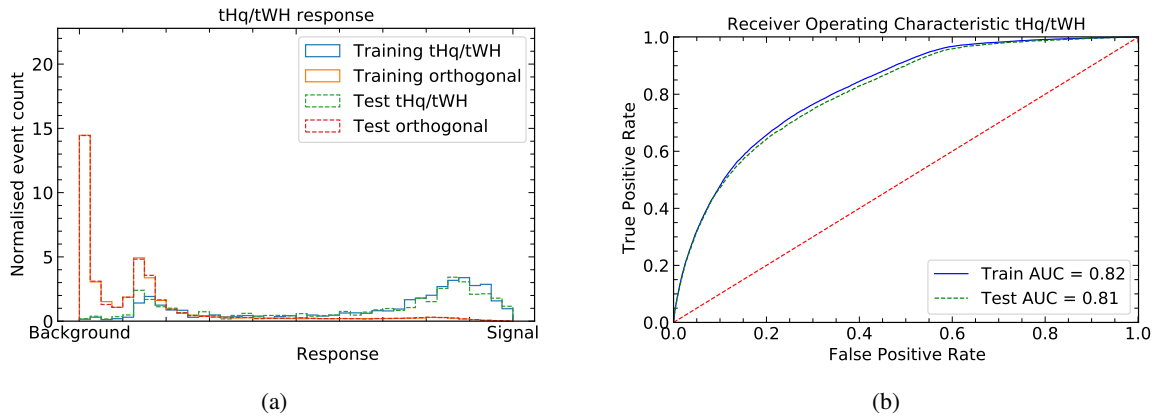 tHq/tWH response
Normalised event count
20
15
10
5
0
Training tHq/tWH
Training orthogonal
Test tHq/tWH
Test orthogonal
Background
Signal
Response
(a)
Receiver Operating Characteristic tHq/tWH
True Positive Rate
1.0
0.8
0.6
0.4
0.2
0.0
Train AUC = 0.82
Test AUC = 0.81
0.0 0.2 0.4 0.6 0.8 1.0
False Positive Rate
(b)